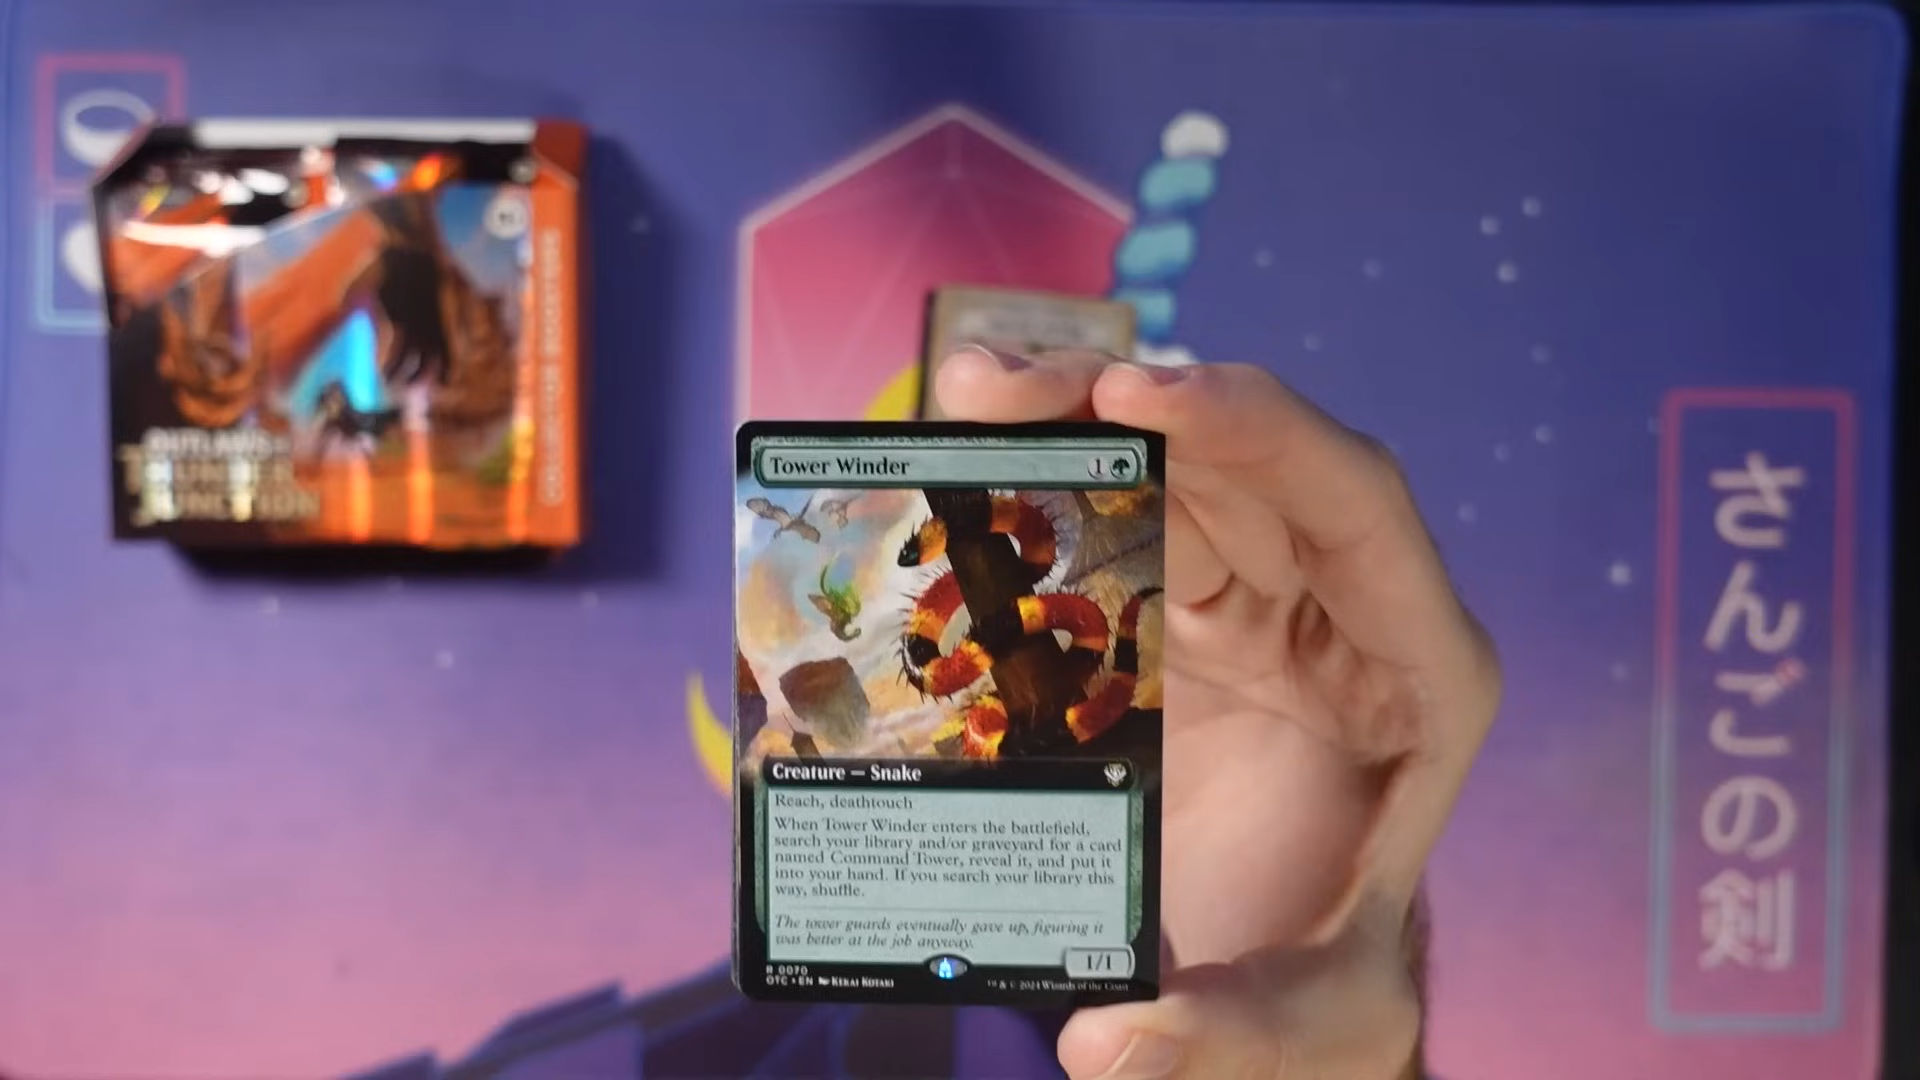 OUTLAWS OF
THUNDER
JUNCTION
COLLECTOR BOOSTER
Tower Winder
1
Creature — Snake
Reach, deathtouch
When Tower Winder enters the battlefield,
search your library and/or graveyard for a card
named Command Tower, reveal it, and put it
into your hand. If you search your library this
way, shuffle.
The tower guards eventually gave up, figuring it
was better at the job anyway.
1/1
R 0070
OTC • EN Kekai Kotaki
™ & © 2024 Wizards of the Coast
さんごの剣